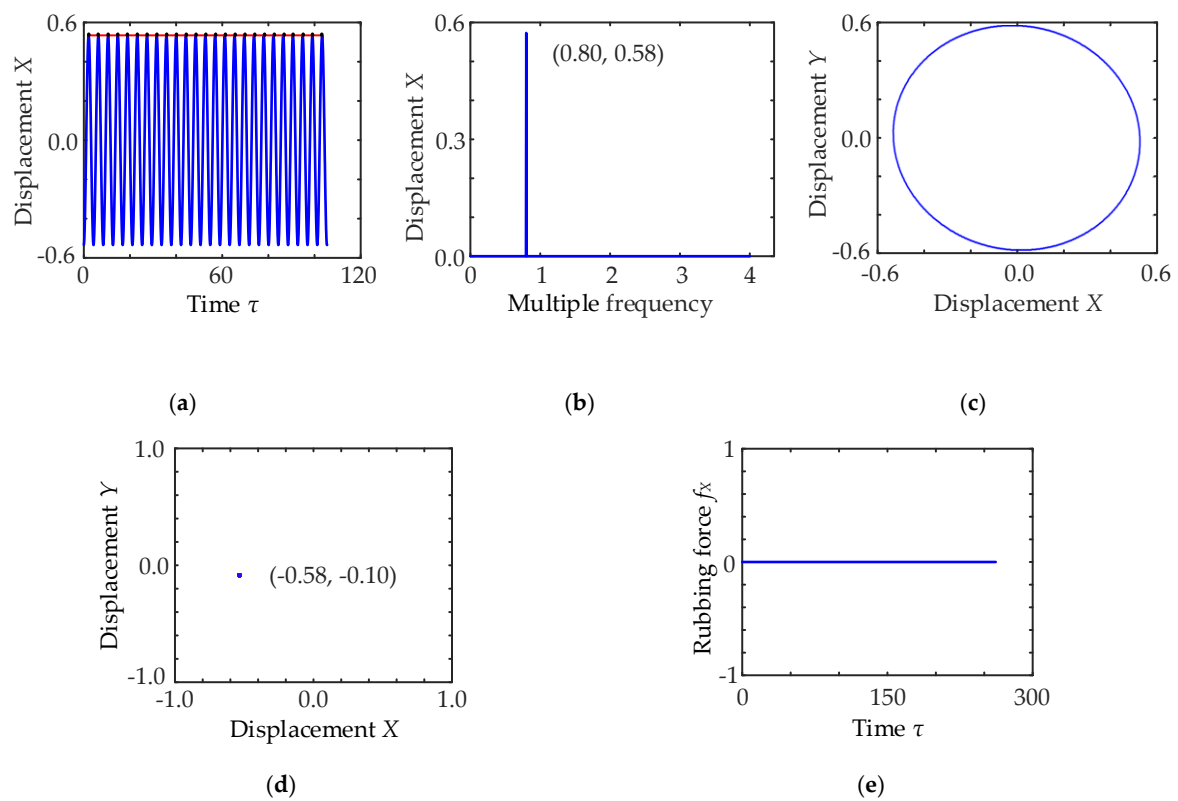 0.6
0.0
-0.6
Displacement X
0
60
120
Time τ
(a)
0.6
0.3
0.0
Displacement X
(0.80, 0.58)
0
1
2
3
4
Multiple frequency
(b)
0.6
0.0
-0.6
Displacement Y
-0.6
0.0
0.6
Displacement X
(c)
1.0
0.0
-1.0
Displacement Y
(-0.58, -0.10)
-1.0
0.0
1.0
Displacement X
(d)
1
0
-1
Rubbing force fX
0
150
300
Time τ
(e)